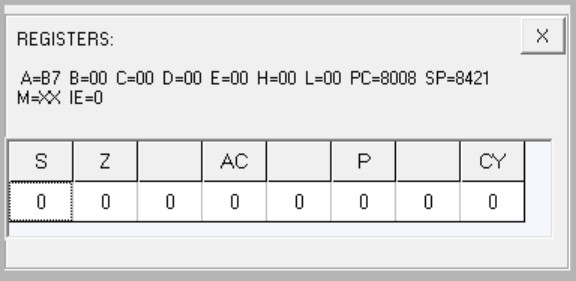 REGISTERS:
X
A=B7 B=00 C=00 D=00 E=00 H=00 L=00 PC=8008 SP=8421
M=XX IE=0
S Z AC P CY
0 0 0 0 0 0 0 0